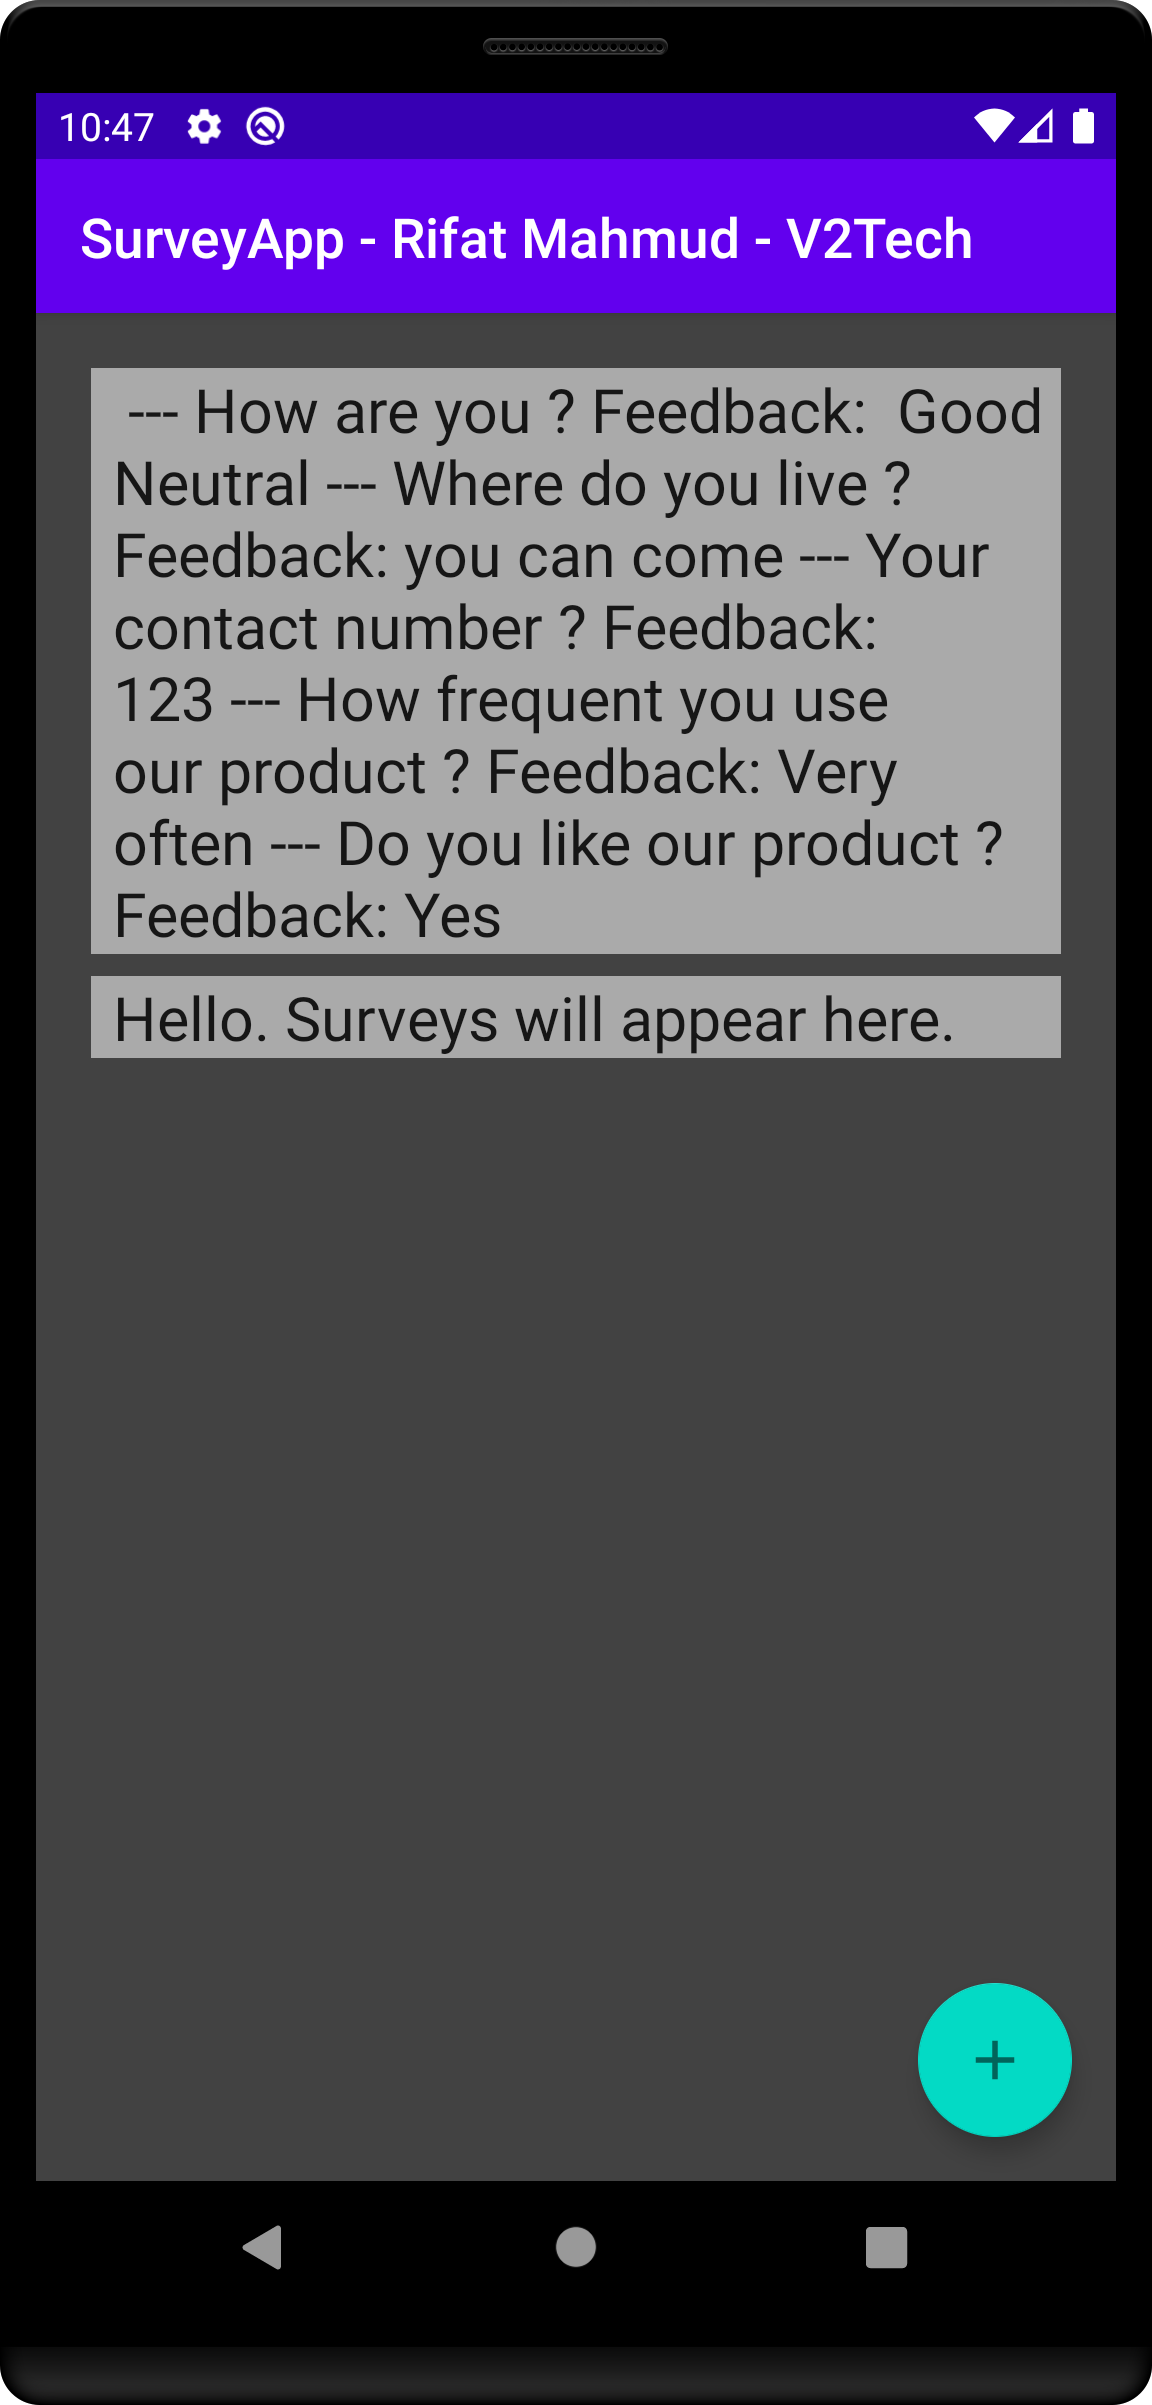 10:47
SurveyApp - Rifat Mahmud - V2Tech
--- How are you ? Feedback:  Good
Neutral --- Where do you live ?
Feedback: you can come --- Your
contact number ? Feedback:
123 --- How frequent you use
our product ? Feedback: Very
often --- Do you like our product ?
Feedback: Yes
Hello. Surveys will appear here.